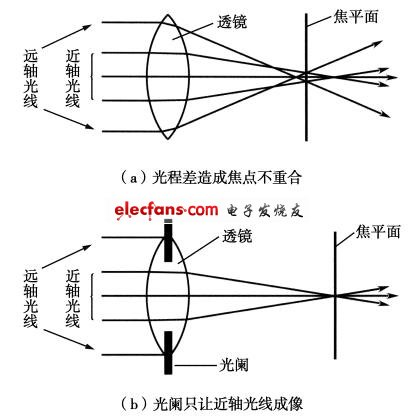 透镜
焦平面
远轴光线
近轴光线
(a) 光程差造成焦点不重合
elecfans.com 电子发烧友
透镜
焦平面
远轴光线
近轴光线
光阑
(b) 光阑只让近轴光线成像